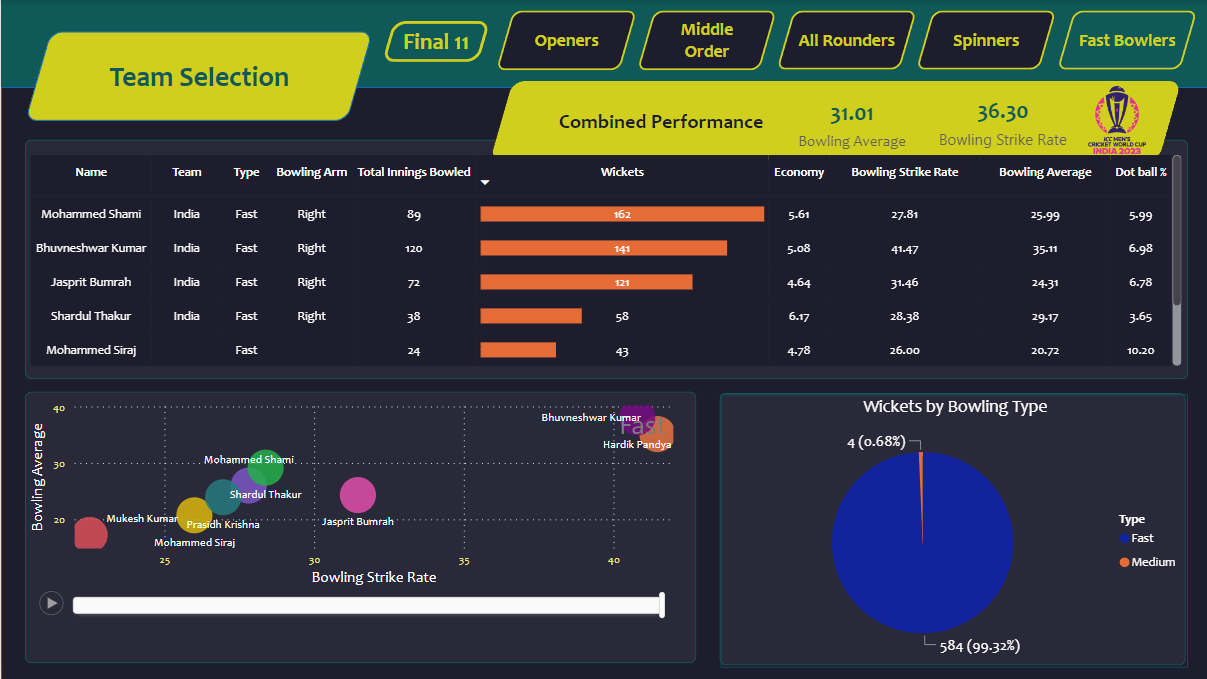 Team Selection
Final 11
Openers
Middle
Order
All Rounders
Spinners
Fast Bowlers
Combined Performance
31.01
Bowling Average
36.30
Bowling Strike Rate
ICC MEN'S
CRICKET WORLD CUP
INDIA 2023
Name Team Type Bowling Arm Total Innings Bowled Wickets Economy Bowling Strike Rate Bowling Average Dot ball %
Mohammed Shami India Fast Right 89 162 5.61 27.81 25.99 5.99
Bhuvneshwar Kumar India Fast Right 120 141 5.08 41.47 35.11 6.98
Jasprit Bumrah India Fast Right 72 121 4.64 31.46 24.31 6.78
Shardul Thakur India Fast Right 38 58 6.17 28.38 29.17 3.65
Mohammed Siraj Fast 24 43 4.78 26.00 20.72 10.20
Bowling Average
40
30
20
Bhuvneshwar Kumar
Fast
Hardik Pandya
Mohammed Shami
Shardul Thakur
Jasprit Bumrah
Mukesh Kumar
Prasidh Krishna
Mohammed Siraj
25 30 35 40
Bowling Strike Rate
Wickets by Bowling Type
4 (0.68%)
584 (99.32%)
Type
Fast
Medium